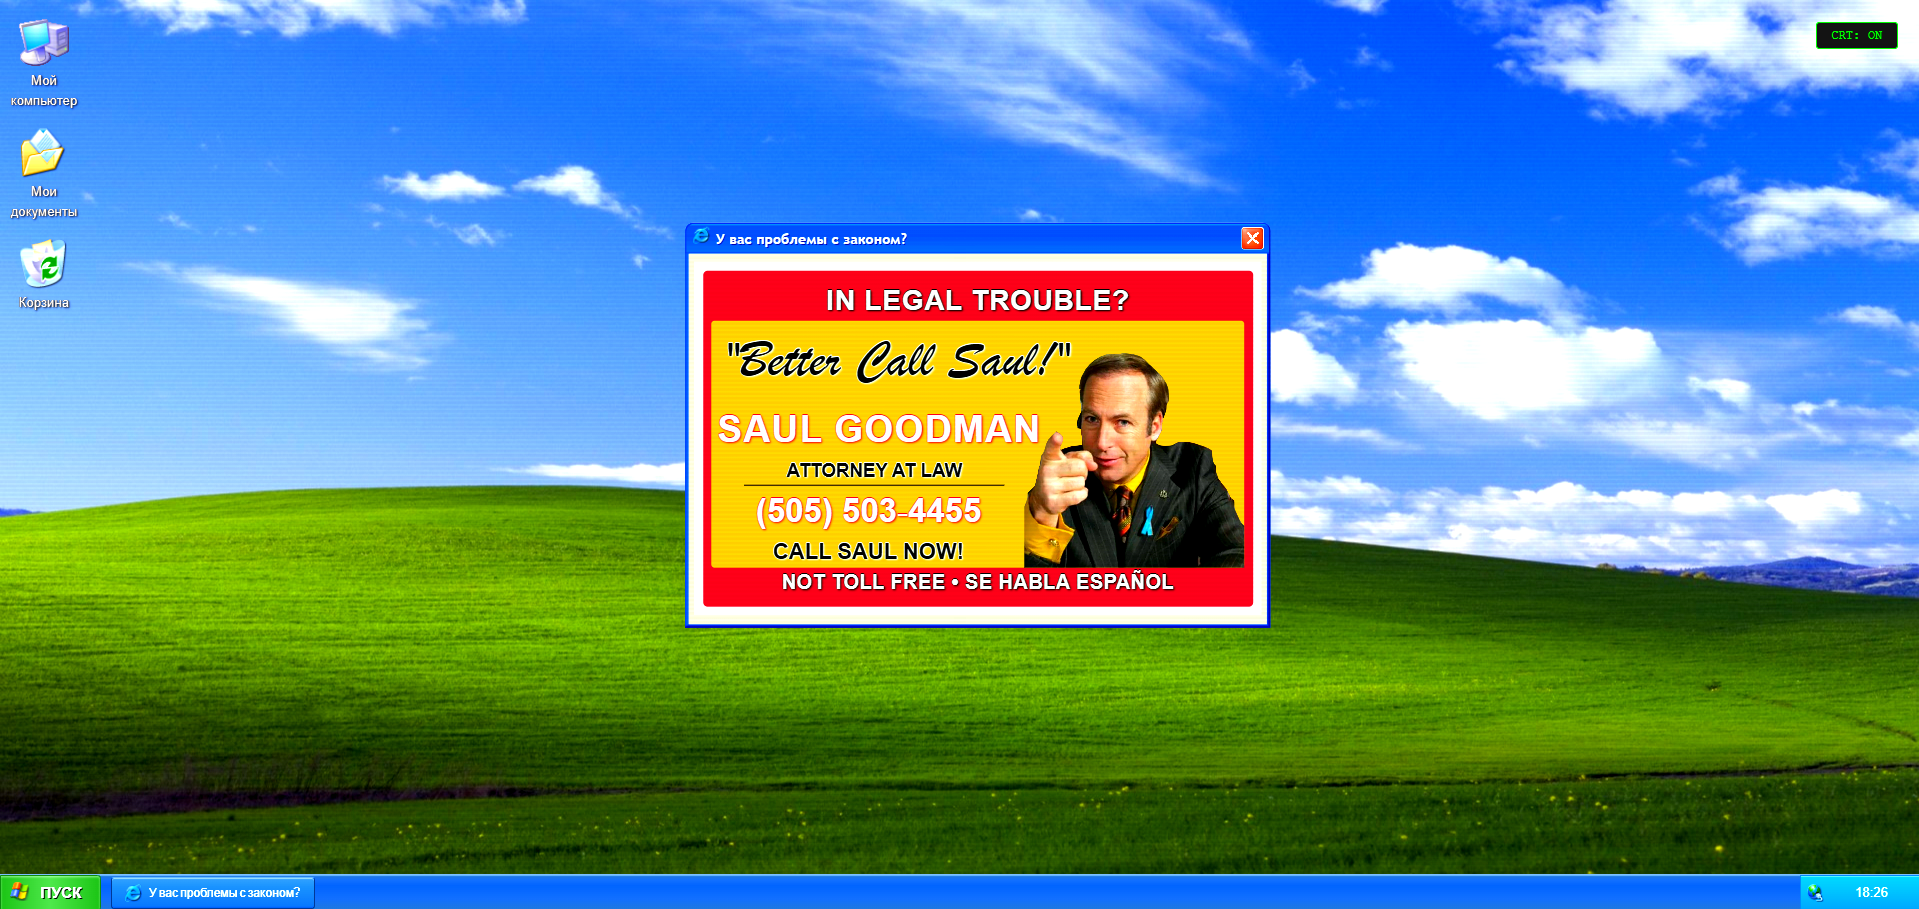 Мой
компьютер
Мои
документы
Корзина
CRT: ON
У вас проблемы с законом?
IN LEGAL TROUBLE?
"Better Call Saul!"
SAUL GOODMAN
ATTORNEY AT LAW
(505) 503-4455
CALL SAUL NOW!
NOT TOLL FREE • SE HABLA ESPAÑOL
ПУСК
У вас проблемы с законом?
18:26